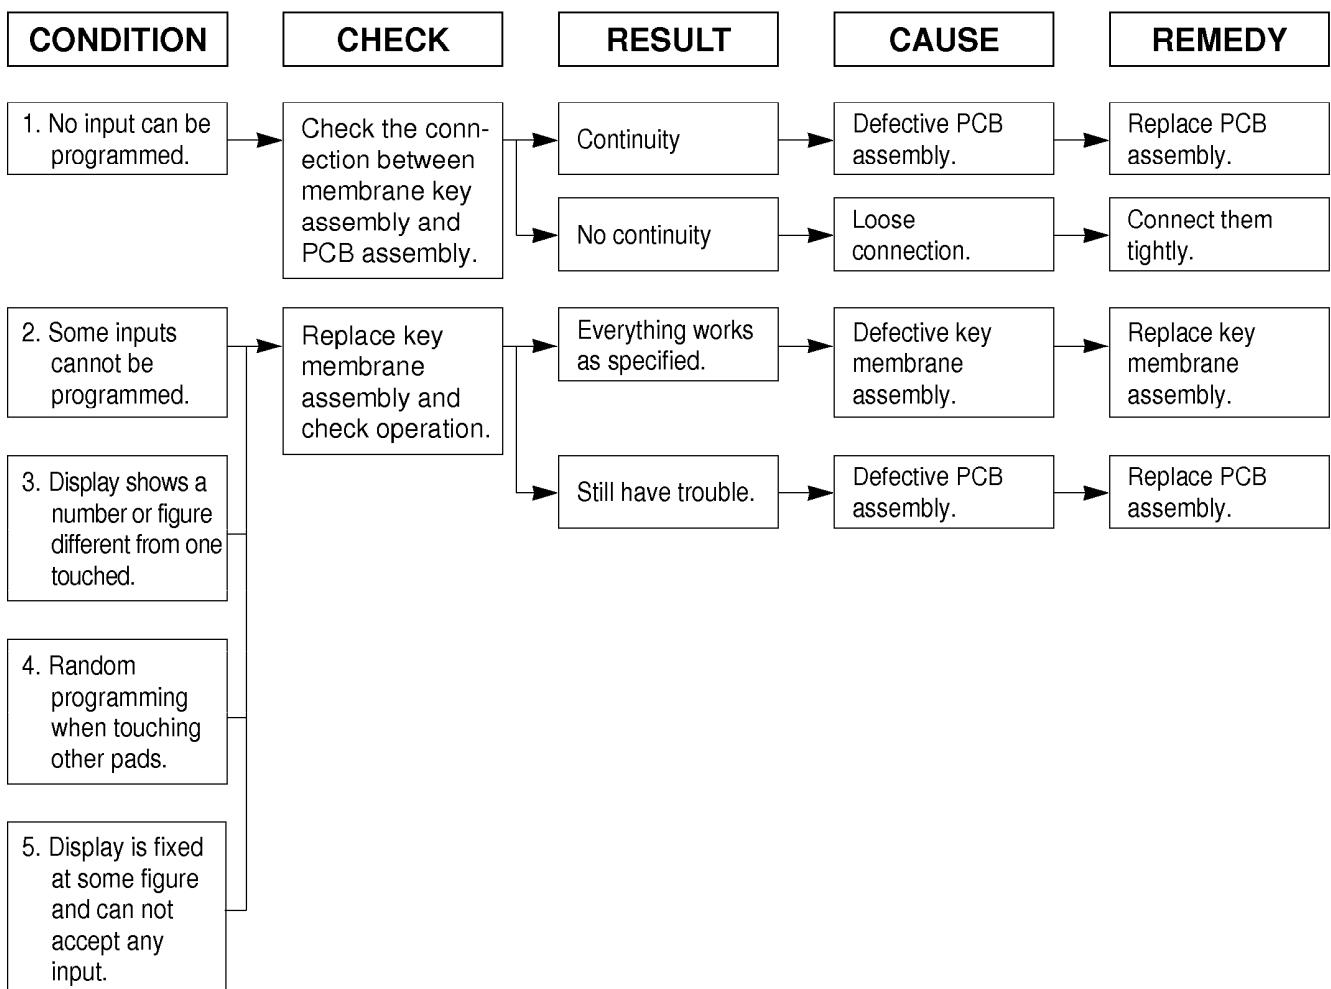 CONDITION
CHECK
RESULT
CAUSE
REMEDY
1. No input can be
programmed.
Check the conn-
ection between
membrane key
assembly and
PCB assembly.
Continuity
Defective PCB
assembly.
Replace PCB
assembly.
No continuity
Loose
connection.
Connect them
tightly.
2. Some inputs
cannot be
programmed.
Replace key
membrane
assembly and
check operation.
Everything works
as specified.
Defective key
membrane
assembly.
Replace key
membrane
assembly.
Still have trouble.
Defective PCB
assembly.
Replace PCB
assembly.
3. Display shows a
number or figure
different from one
touched.
4. Random
programming
when touching
other pads.
5. Display is fixed
at some figure
and can not
accept any
input.